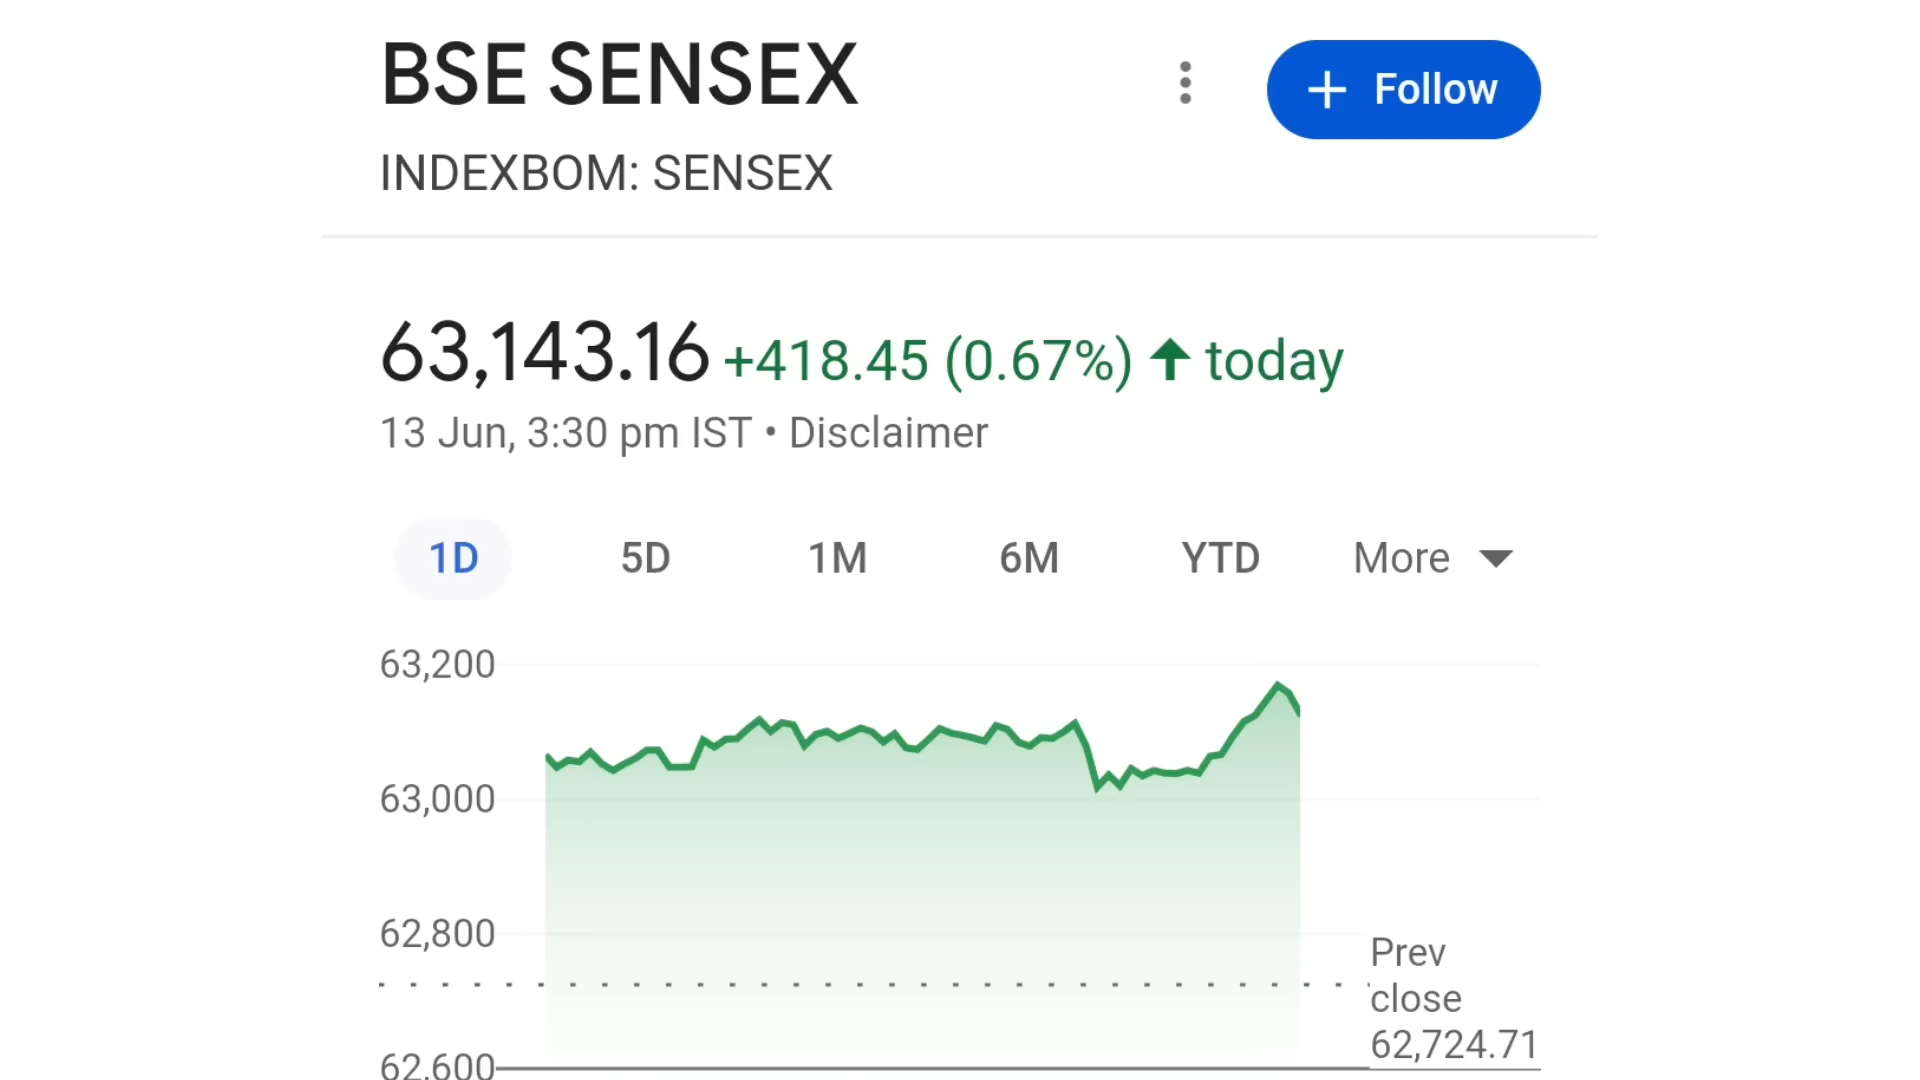 BSE SENSEX
+ Follow
INDEXBOM: SENSEX
63,143.16 +418.45 (0.67%) ↑ today
13 Jun, 3:30 pm IST • Disclaimer
1D 5D 1M 6M YTD More
63,200
63,000
62,800
Prev
close
62,724.71
62,600